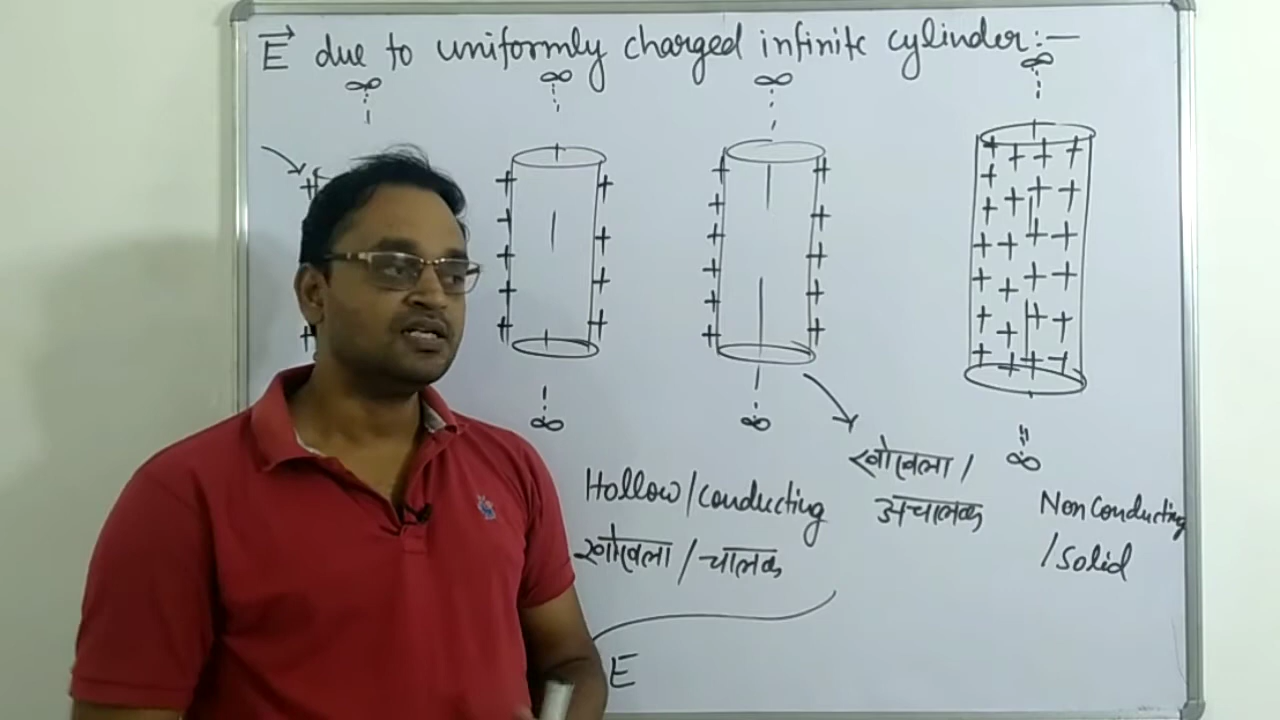 E due to uniformly charged infinite cylinder:—
∞ ∞ ∞ ∞
∞ ∞ ∞
Hollow/conducting
खोखला / चालक
खोखला /
अचालक
Non Conducting
/solid
E